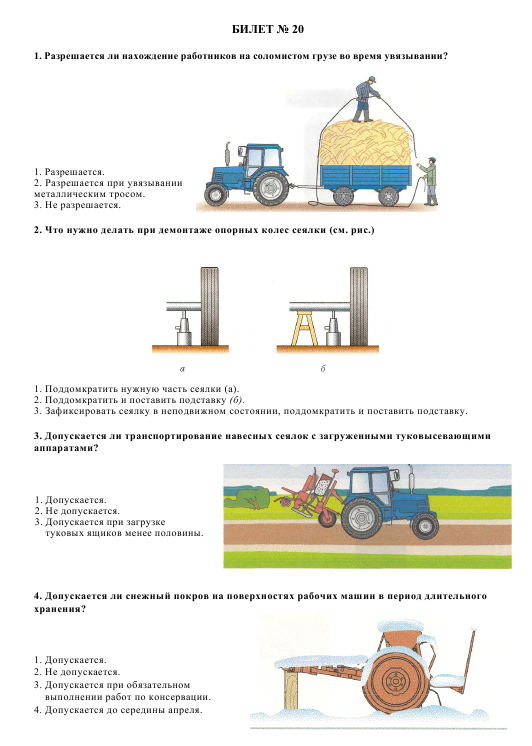 БИЛЕТ № 20
1. Разрешается ли нахождение работников на соломистом грузе во время увязывании?
1. Разрешается.
2. Разрешается при увязывании
металлическим тросом.
3. Не разрешается.
2. Что нужно делать при демонтаже опорных колес сеялки (см. рис.)
а
б
1. Поддомкратить нужную часть сеялки (а).
2. Поддомкратить и поставить подставку (б).
3. Зафиксировать сеялку в неподвижном состоянии, поддомкратить и поставить подставку.
3. Допускается ли транспортирование навесных сеялок с загруженными туковысевающими
аппаратами?
1. Допускается.
2. Не допускается.
3. Допускается при загрузке
туковых ящиков менее половины.
4. Допускается ли снежный покров на поверхностях рабочих машин в период длительного
хранения?
1. Допускается.
2. Не допускается.
3. Допускается при обязательном
выполнении работ по консервации.
4. Допускается до середины апреля.